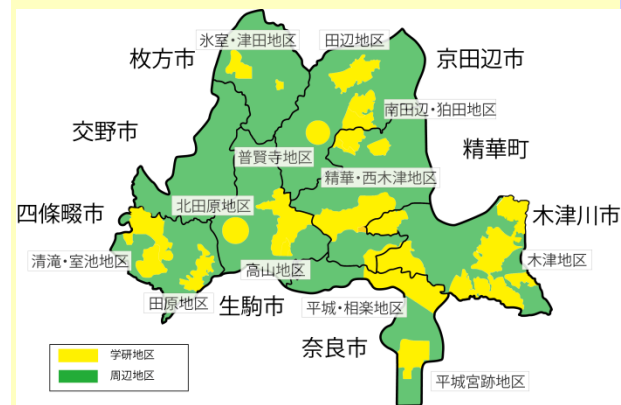 氷室・津田地区
田辺地区
枚方市
京田辺市
南田辺・狛田地区
交野市
普賢寺地区
精華町
精華・西木津地区
四條畷市
北田原地区
木津川市
清滝・室池地区
高山地区
木津地区
田原地区
生駒市
平城・相楽地区
奈良市
学研地区
周辺地区
平城宮跡地区